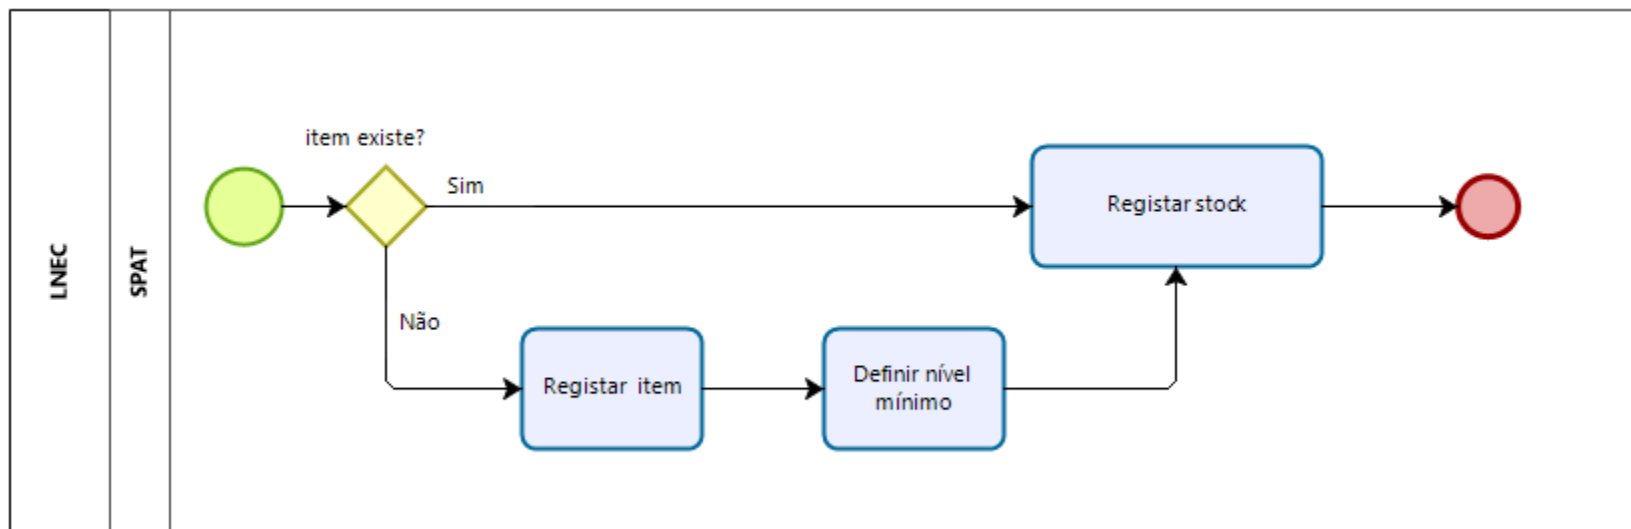 LNEC
SPAT
item existe?
Sim
Registar stock
Não
Registar item
Definir nível
mínimo